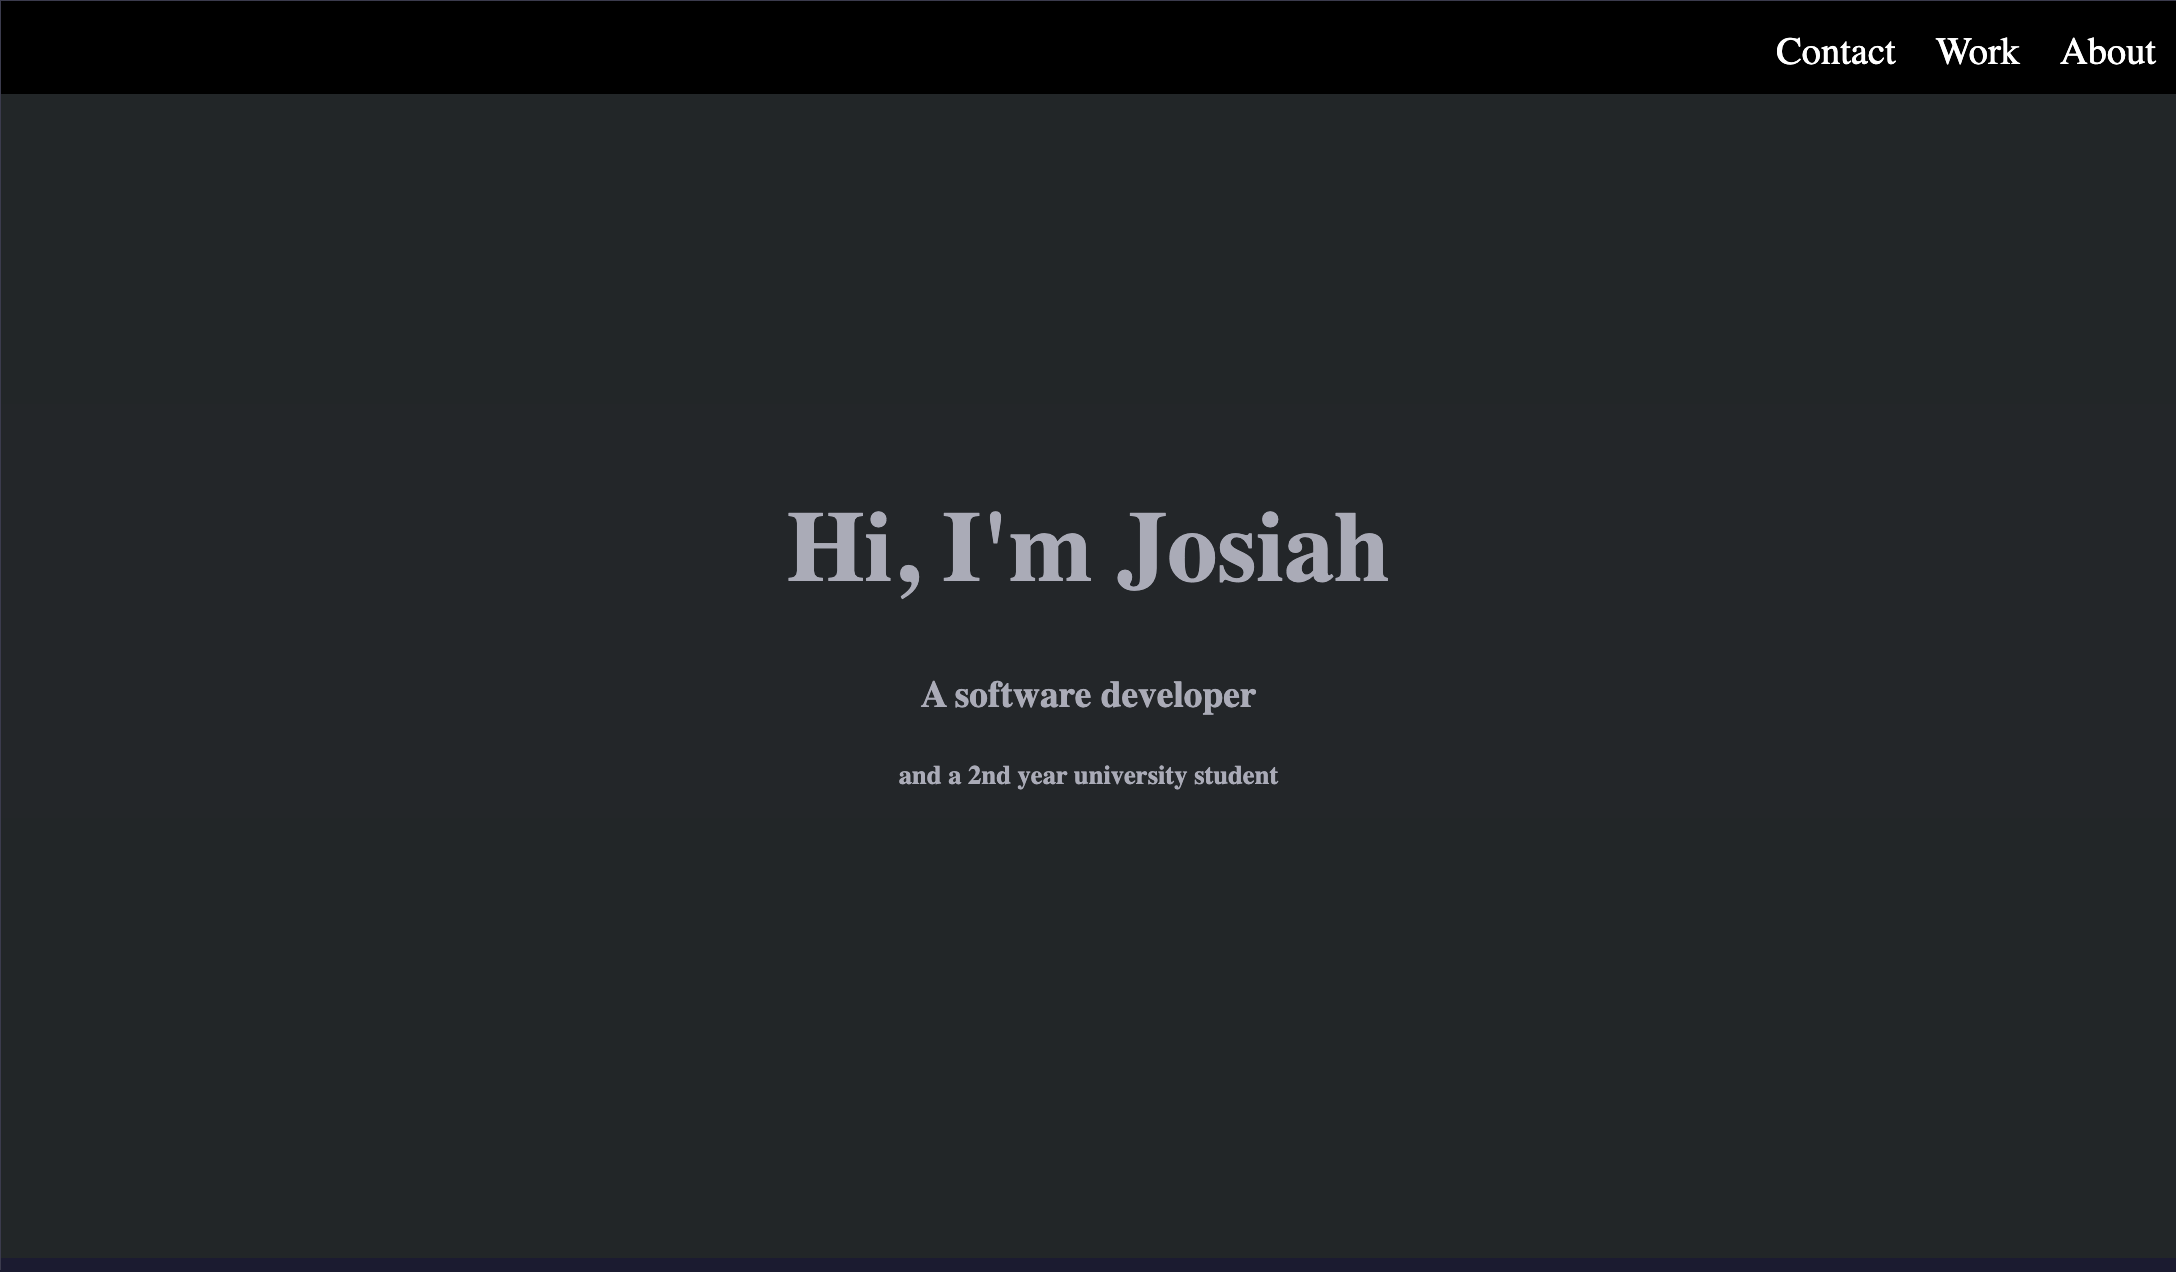 Contact Work About
Hi, I'm Josiah
A software developer
and a 2nd year university student